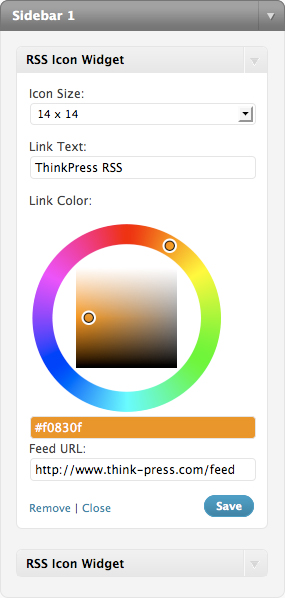 Sidebar 1
RSS Icon Widget
Icon Size:
14 x 14
Link Text:
ThinkPress RSS
Link Color:
#f0830f
Feed URL:
http://www.think-press.com/feed
Remove | Close
Save
RSS Icon Widget